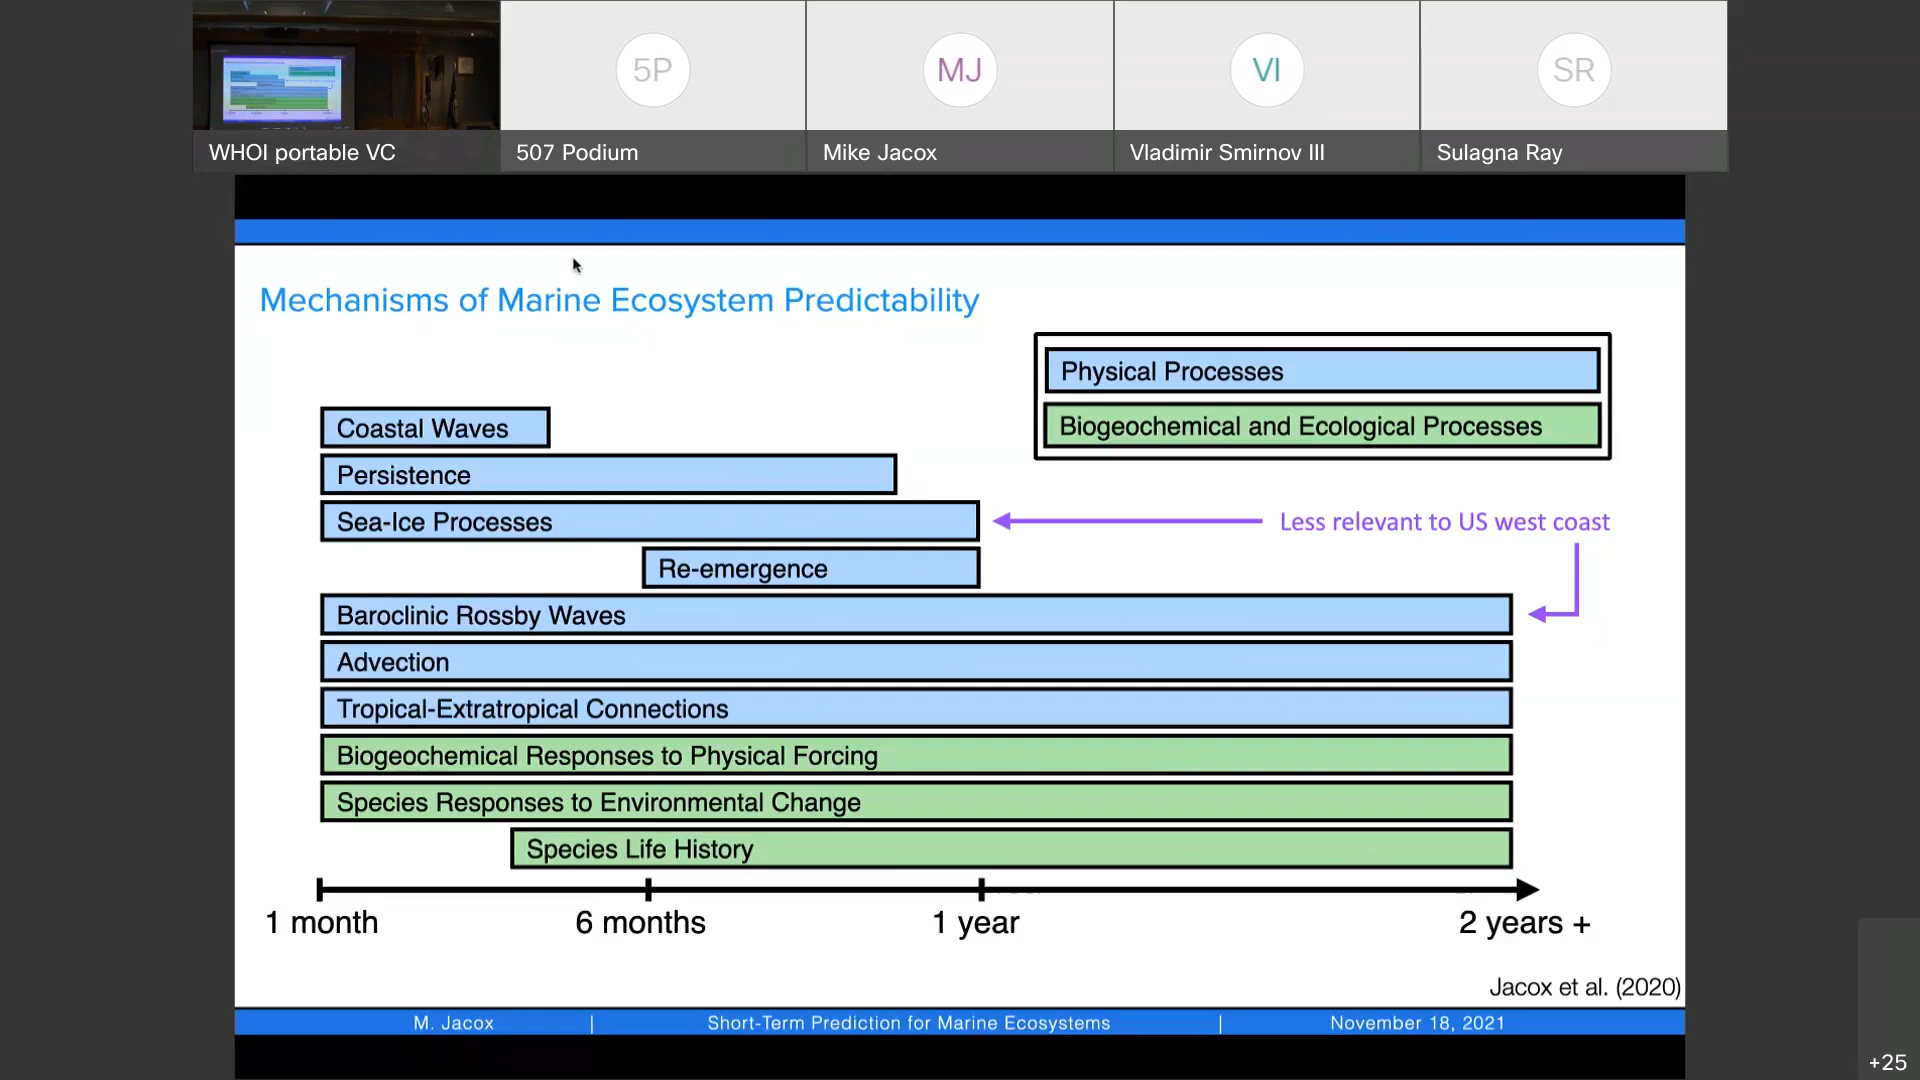 5P
MJ
VI
SR
WHOI portable VC
507 Podium
Mike Jacox
Vladimir Smirnov III
Sulagna Ray
Mechanisms of Marine Ecosystem Predictability
Physical Processes
Biogeochemical and Ecological Processes
Coastal Waves
Persistence
Sea-Ice Processes
Less relevant to US west coast
Re-emergence
Baroclinic Rossby Waves
Advection
Tropical-Extratropical Connections
Biogeochemical Responses to Physical Forcing
Species Responses to Environmental Change
Species Life History
1 month
6 months
1 year
2 years +
Jacox et al. (2020)
M. Jacox | Short-Term Prediction for Marine Ecosystems | November 18, 2021
+25